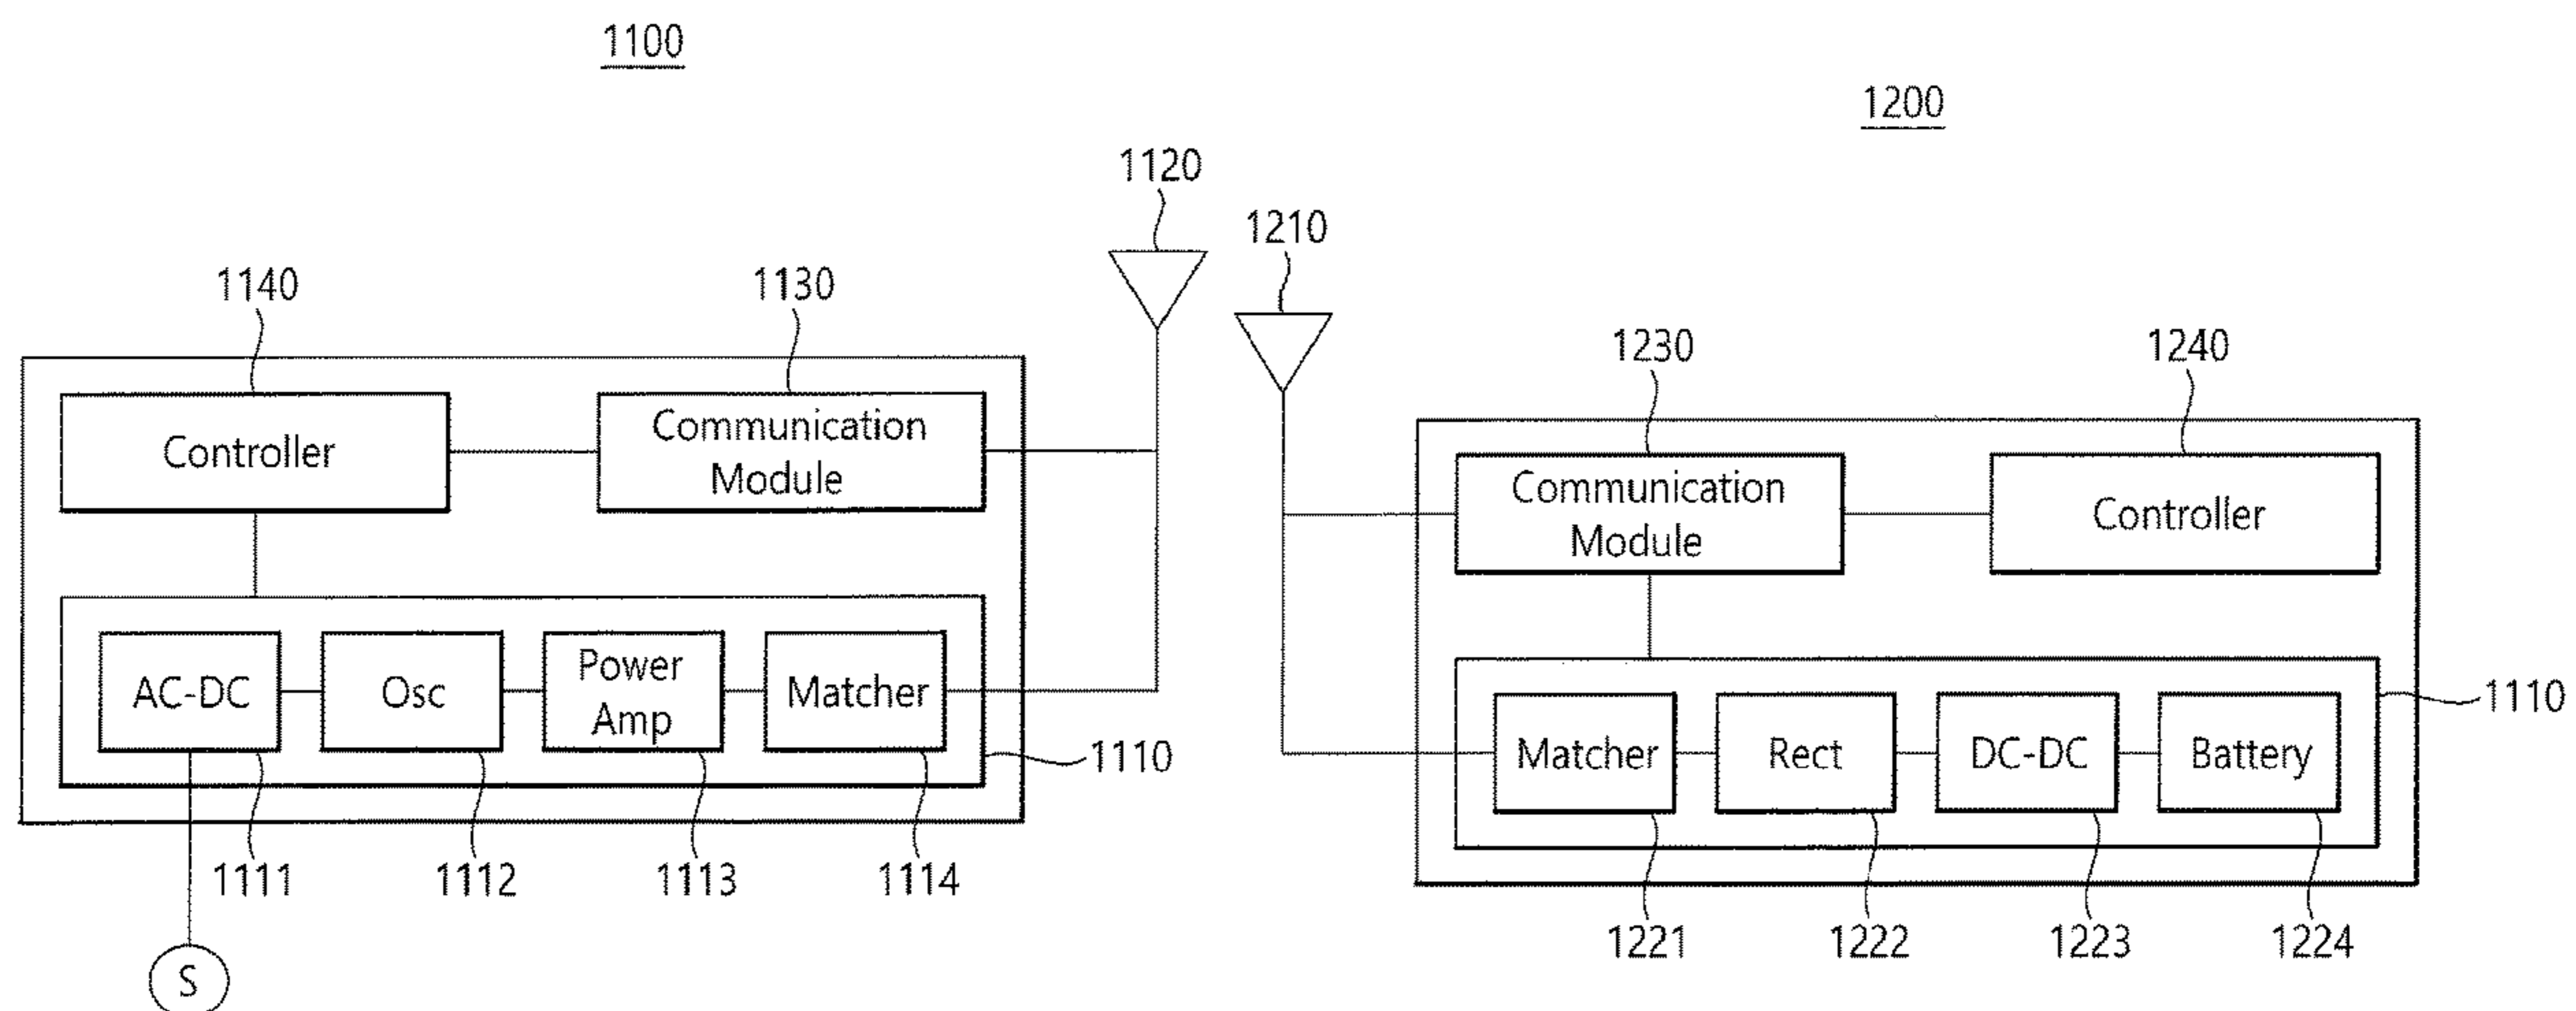 1100
1200
1120
1210
1140
1130
1230
1240
Controller
Communication
Module
Communication
Module
Controller
AC-DC
Osc
Power
Amp
Matcher
1110
Matcher
Rect
DC-DC
Battery
1110
1111
1112
1113
1114
1221
1222
1223
1224
S